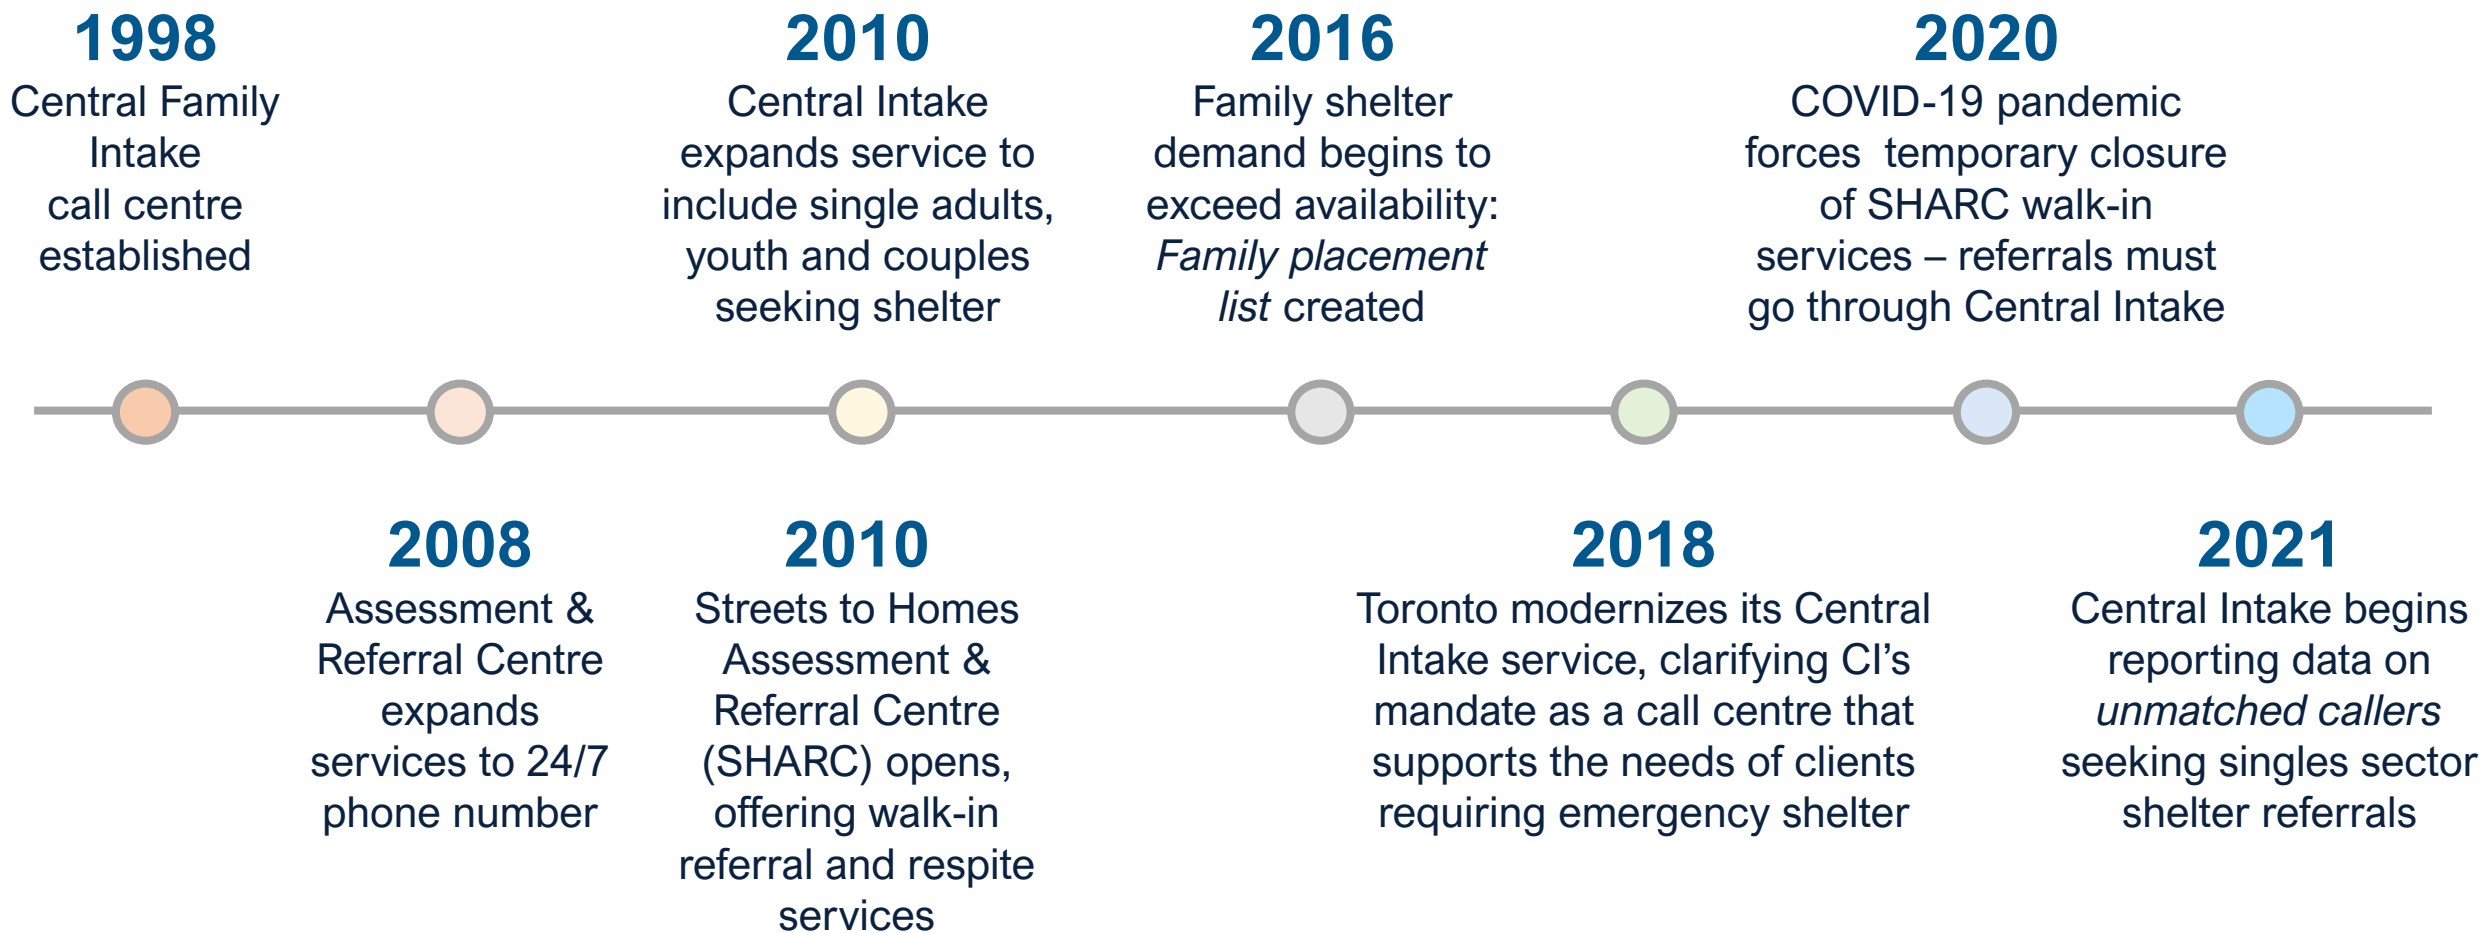 1998
Central Family
Intake
call centre
established
2010
Central Intake
expands service to
include single adults,
youth and couples
seeking shelter
2016
Family shelter
demand begins to
exceed availability:
Family placement
list created
2020
COVID-19 pandemic
forces  temporary closure
of SHARC walk-in
services – referrals must
go through Central Intake
2008
Assessment &
Referral Centre
expands
services to 24/7
phone number
2010
Streets to Homes
Assessment &
Referral Centre
(SHARC) opens,
offering walk-in
referral and respite
services
2018
Toronto modernizes its Central
Intake service, clarifying CI’s
mandate as a call centre that
supports the needs of clients
requiring emergency shelter
2021
Central Intake begins
reporting data on
unmatched callers
seeking singles sector
shelter referrals